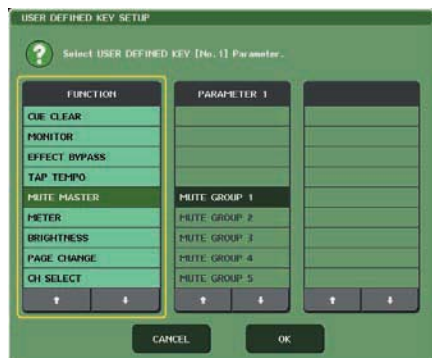 USER DEFINED KEY SETUP
Select USER DEFINED KEY [No.1] Parameter.
FUNCTION
CUE CLEAR
MONITOR
EFFECT BYPASS
TAP TEMPO
MUTE MASTER
METER
BRIGHTNESS
PAGE CHANGE
CH SELECT
PARAMETER 1
MUTE GROUP 1
MUTE GROUP 2
MUTE GROUP 3
MUTE GROUP 4
MUTE GROUP 5
CANCEL
OK